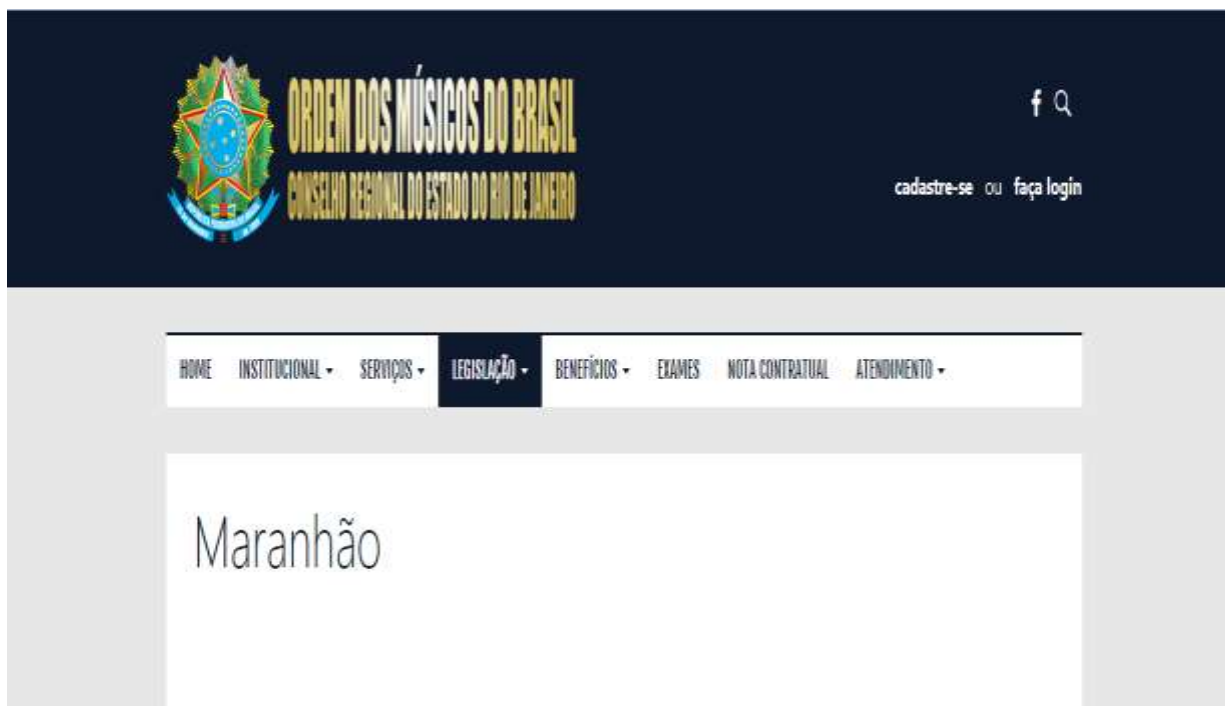 ORDEM DOS MÚSICOS DO BRASIL
CONSELHO REGIONAL DO ESTADO DO RIO DE JANEIRO
cadastre-se ou faça login
HOME INSTITUCIONAL SERVIÇOS LEGISLAÇÃO BENEFÍCIOS EXAMES NOTA CONTRATUAL ATENDIMENTO
Maranhão